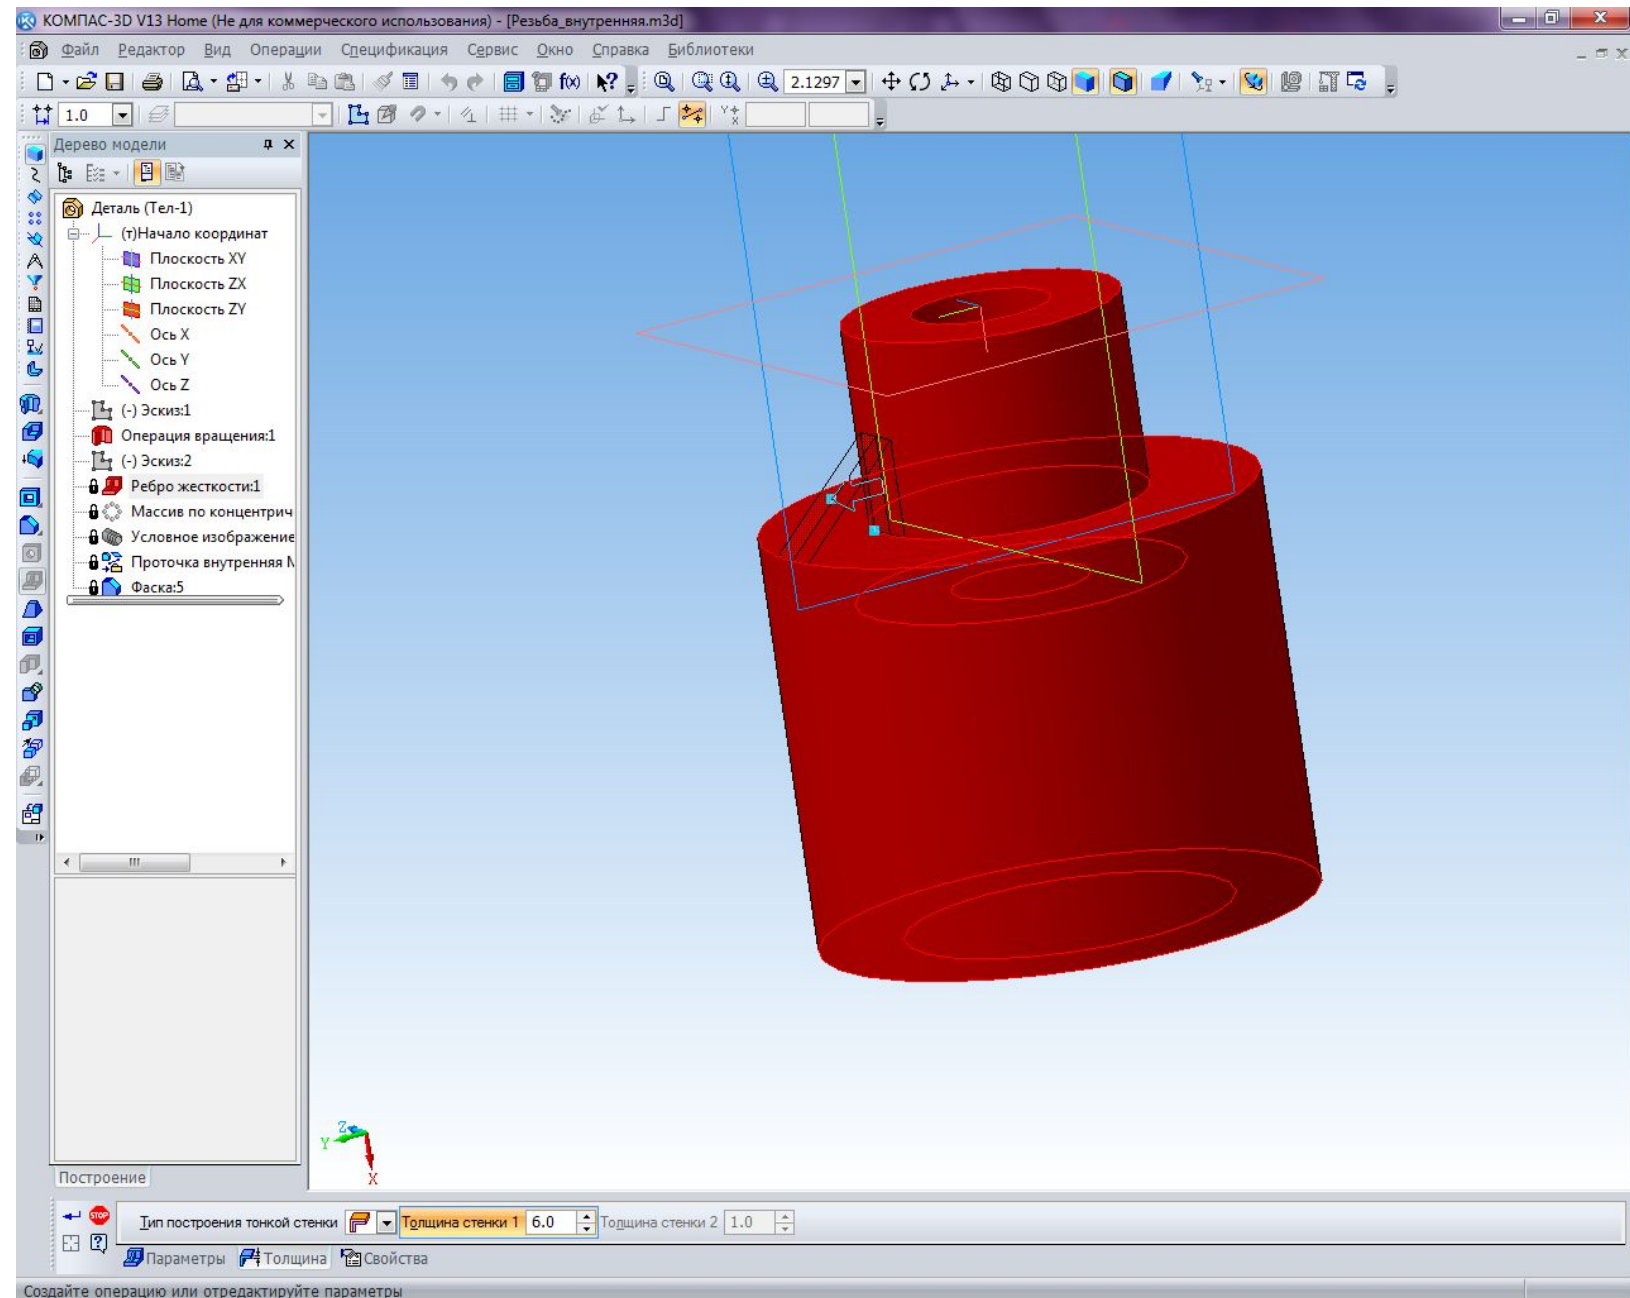 КОМПАС-3D V13 Home (Не для коммерческого использования) - [Резьба_внутренняя.m3d]
Файл Редактор Вид Операции Спецификация Сервис Окно Справка Библиотеки
2.1297
1.0
Дерево модели
Деталь (Тел-1)
(т)Начало координат
Плоскость XY
Плоскость ZX
Плоскость ZY
Ось X
Ось Y
Ось Z
(-) Эскиз:1
Операция вращения:1
(-) Эскиз:2
Ребро жесткости:1
Массив по концентрич
Условное изображение
Проточка внутренняя М
Фаска:5
Z
Y
X
Построение
Тип построения тонкой стенки Толщина стенки 1 6.0 Толщина стенки 2 1.0
STOP
Параметры Толщина Свойства
Создайте операцию или отредактируйте параметры